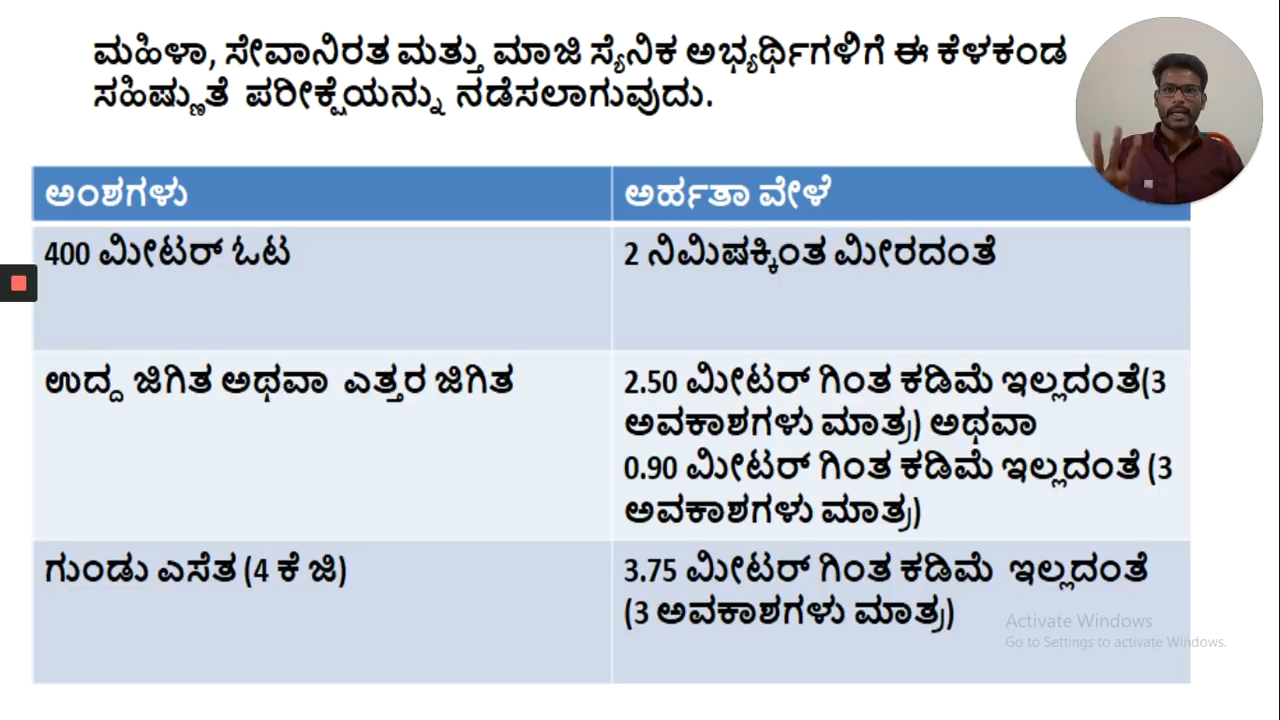 ಮಹಿಳಾ, ಸೇವಾನಿರತ ಮತ್ತು ಮಾಜಿ ಸ್ಯೆನಿಕ ಅಭ್ಯರ್ಥಿಗಳಿಗೆ ಈ ಕೆಳಕಂಡ
ಸಹಿಷ್ಣುತೆ ಪರೀಕ್ಷೆಯನ್ನು ನಡೆಸಲಾಗುವುದು.
ಅಂಶಗಳು
ಅರ್ಹತಾ ವೇಳೆ
400 ಮೀಟರ್ ಓಟ
2 ನಿಮಿಷಕ್ಕಿಂತ ಮೀರದಂತೆ
ಉದ್ದ ಜಿಗಿತ ಅಥವಾ ಎತ್ತರ ಜಿಗಿತ
2.50 ಮೀಟರ್ ಗಿಂತ ಕಡಿಮೆ ಇಲ್ಲದಂತೆ(3
ಅವಕಾಶಗಳು ಮಾತ್ರ) ಅಥವಾ
0.90 ಮೀಟರ್ ಗಿಂತ ಕಡಿಮೆ ಇಲ್ಲದಂತೆ (3
ಅವಕಾಶಗಳು ಮಾತ್ರ)
ಗುಂಡು ಎಸೆತ (4 ಕೆ ಜಿ)
3.75 ಮೀಟರ್ ಗಿಂತ ಕಡಿಮೆ ಇಲ್ಲದಂತೆ
(3 ಅವಕಾಶಗಳು ಮಾತ್ರ)
Activate Windows
Go to Settings to activate Windows.